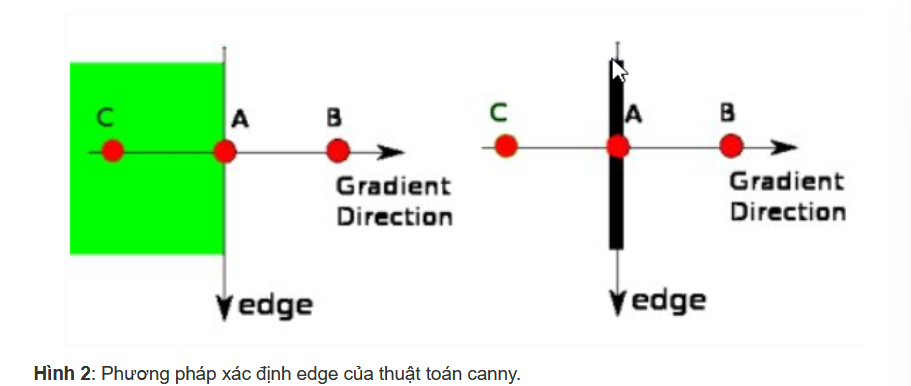 C A B
Gradient
Direction
edge
C A B
Gradient
Direction
edge
Hình 2: Phương pháp xác định edge của thuật toán canny.